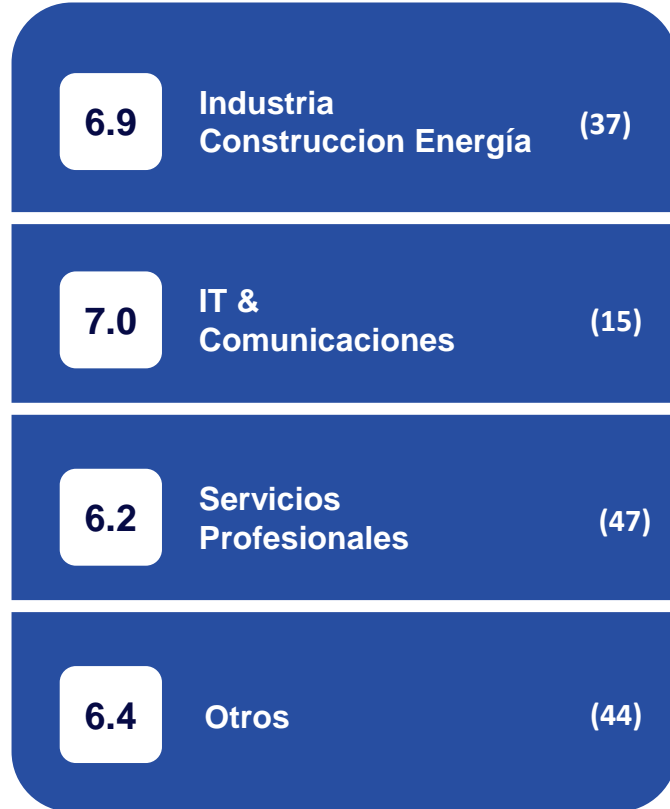 6.9
Industria
Construccion Energía
(37)
7.0
IT &
Comunicaciones
(15)
6.2
Servicios
Profesionales
(47)
6.4
Otros
(44)